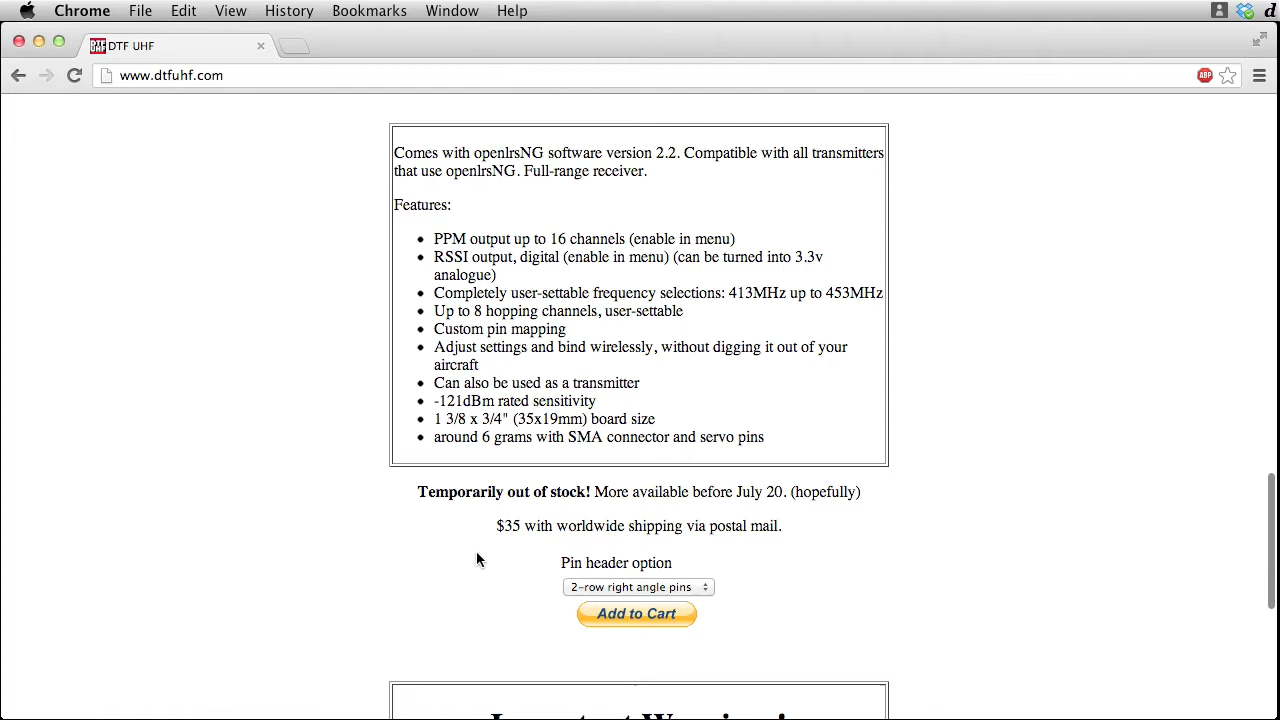 Chrome File Edit View History Bookmarks Window Help
DTF UHF
www.dtfuhf.com
ABP
Comes with openlrsNG software version 2.2. Compatible with all transmitters
that use openlrsNG. Full-range receiver.
Features:
PPM output up to 16 channels (enable in menu)
RSSI output, digital (enable in menu) (can be turned into 3.3v
analogue)
Completely user-settable frequency selections: 413MHz up to 453MHz
Up to 8 hopping channels, user-settable
Custom pin mapping
Adjust settings and bind wirelessly, without digging it out of your
aircraft
Can also be used as a transmitter
-121dBm rated sensitivity
1 3/8 x 3/4" (35x19mm) board size
around 6 grams with SMA connector and servo pins
Temporarily out of stock! More available before July 20. (hopefully)
$35 with worldwide shipping via postal mail.
Pin header option
2-row right angle pins
Add to Cart
Important Warning!